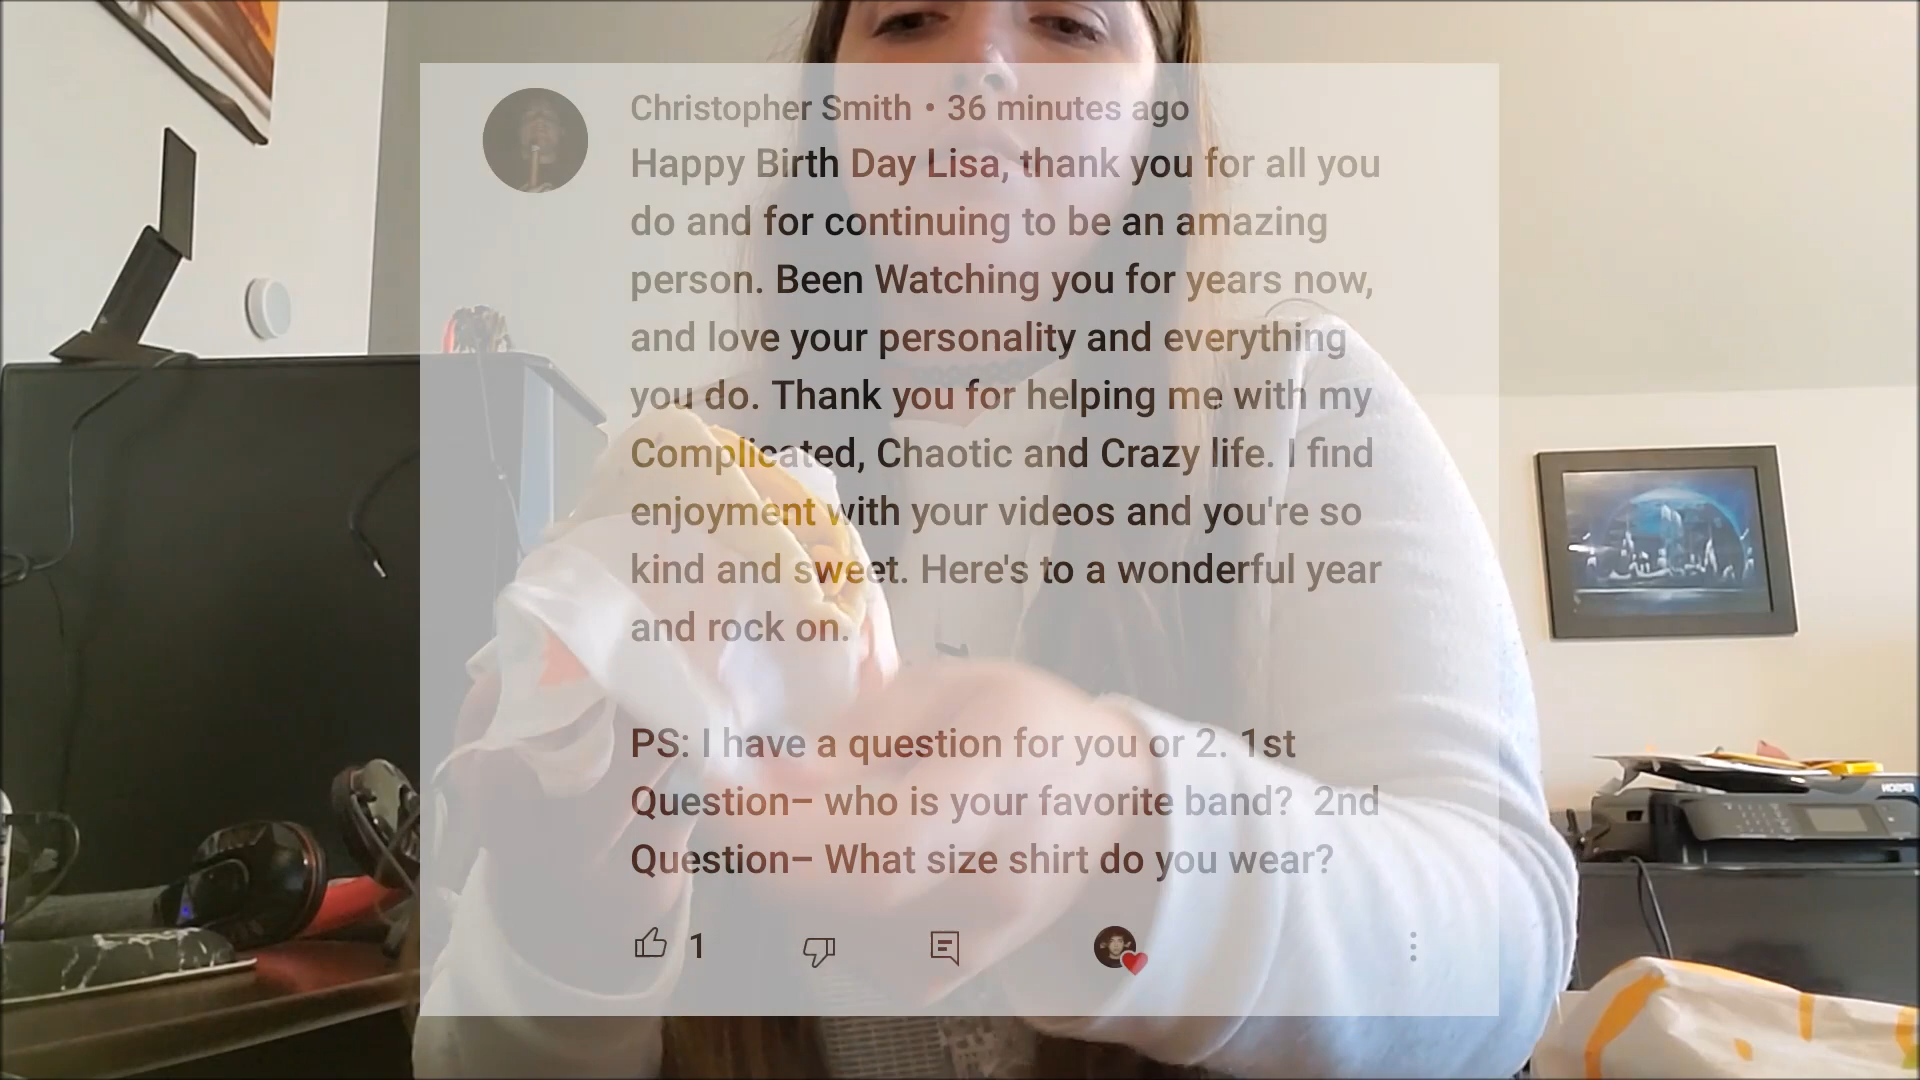 Christopher Smith • 36 minutes ago
Happy Birth Day Lisa, thank you for all you
do and for continuing to be an amazing
person. Been Watching you for years now,
and love your personality and everything
you do. Thank you for helping me with my
Complicated, Chaotic and Crazy life. I find
enjoyment with your videos and you're so
kind and sweet. Here's to a wonderful year
and rock on.
PS: I have a question for you or 2. 1st
Question– who is your favorite band? 2nd
Question– What size shirt do you wear?
1
EPSON